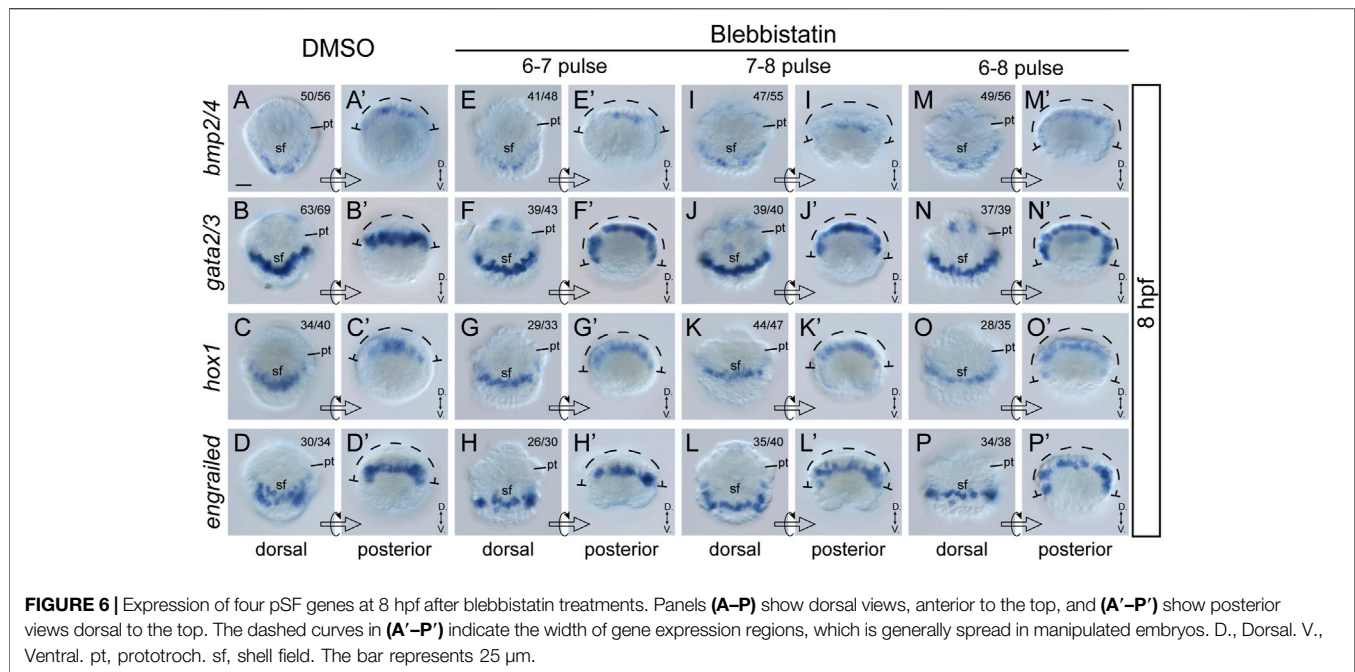 DMSO
Blebbistatin
6-7 pulse
7-8 pulse
6-8 pulse
bmp2/4
A
50/56
pt
sf
A'
D.
V.
E
41/48
pt
sf
E'
D.
V.
I
47/55
pt
sf
I
D.
V.
M
49/56
pt
sf
M'
D.
V.
gata2/3
B
63/69
pt
sf
B'
D.
V.
F
39/43
pt
sf
F'
D.
V.
J
39/40
pt
sf
J'
D.
V.
N
37/39
pt
sf
N'
D.
V.
hox1
C
34/40
pt
sf
C'
D.
V.
G
29/33
pt
sf
G'
D.
V.
K
44/47
pt
sf
K'
D.
V.
O
28/35
pt
sf
O'
D.
V.
engrailed
D
30/34
pt
sf
D'
D.
V.
H
26/30
pt
sf
H'
D.
V.
L
35/40
pt
sf
L'
D.
V.
P
34/38
pt
sf
P'
D.
V.
8 hpf
dorsal posterior dorsal posterior dorsal posterior dorsal posterior
FIGURE 6 | Expression of four pSF genes at 8 hpf after blebbistatin treatments. Panels (A–P) show dorsal views, anterior to the top, and (A′–P′) show posterior
views dorsal to the top. The dashed curves in (A′–P′) indicate the width of gene expression regions, which is generally spread in manipulated embryos. D., Dorsal. V.,
Ventral. pt, prototroch. sf, shell field. The bar represents 25 μm.